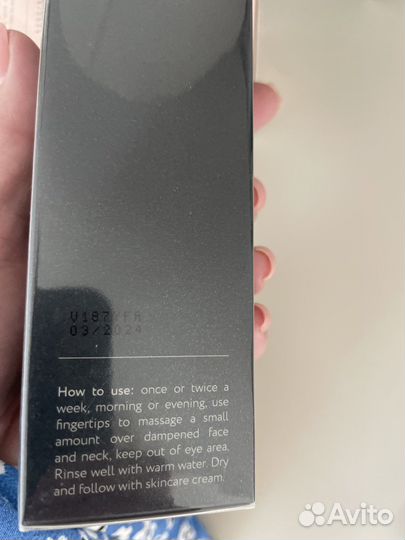 03/2024
How to use: once or twice a
week, morning or evening, use
fingertips to massage a small
amount over dampened face
and neck, keep out of eye area.
Rinse well with warm water. Dry
and follow with skincare cream.
Avito